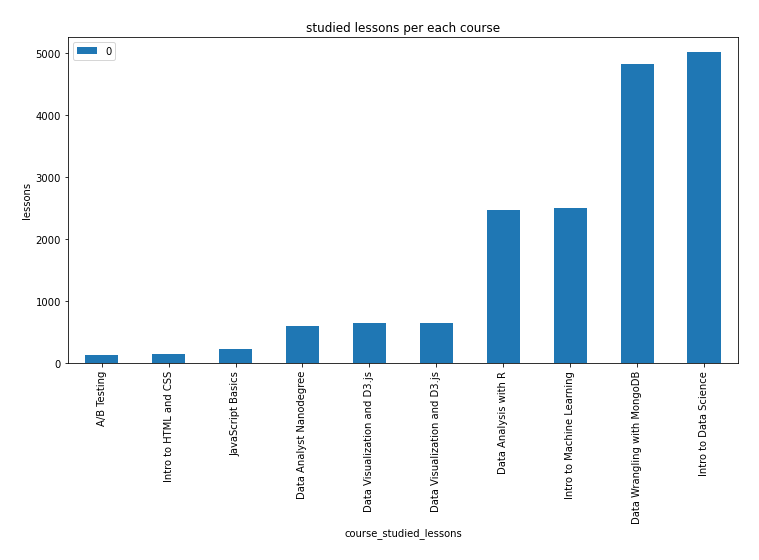 studied lessons per each course
0
lessons
5000
4000
3000
2000
1000
0
A/B Testing
Intro to HTML and CSS
JavaScript Basics
Data Analyst Nanodegree
Data Visualization and D3.js
Data Visualization and D3.js
Data Analysis with R
Intro to Machine Learning
Data Wrangling with MongoDB
Intro to Data Science
course_studied_lessons